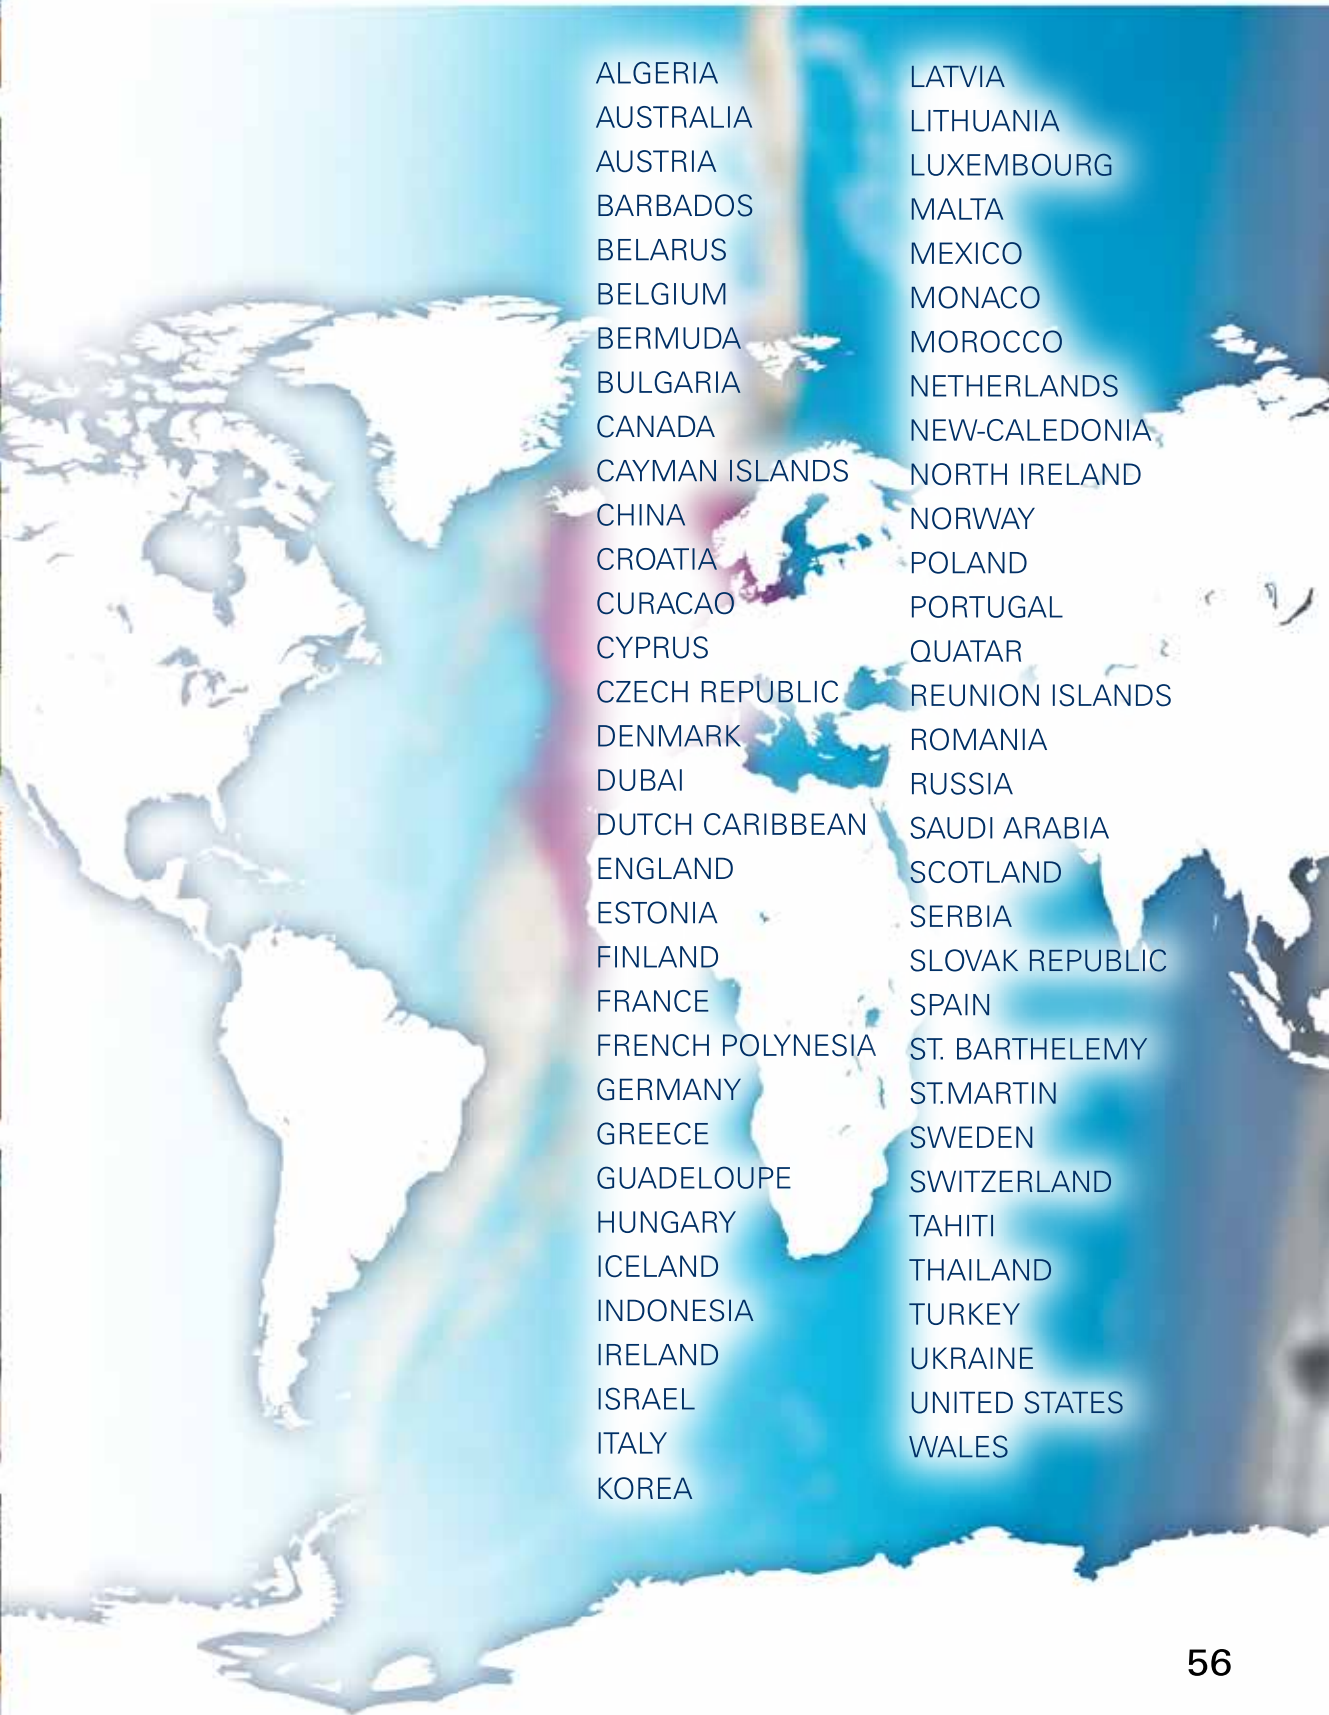 ALGERIA
AUSTRALIA
AUSTRIA
BARBADOS
BELARUS
BELGIUM
BERMUDA
BULGARIA
CANADA
CAYMAN ISLANDS
CHINA
CROATIA
CURACAO
CYPRUS
CZECH REPUBLIC
DENMARK
DUBAI
DUTCH CARIBBEAN
ENGLAND
ESTONIA
FINLAND
FRANCE
FRENCH POLYNESIA
GERMANY
GREECE
GUADELOUPE
HUNGARY
ICELAND
INDONESIA
IRELAND
ISRAEL
ITALY
KOREA
LATVIA
LITHUANIA
LUXEMBOURG
MALTA
MEXICO
MONACO
MOROCCO
NETHERLANDS
NEW-CALEDONIA
NORTH IRELAND
NORWAY
POLAND
PORTUGAL
QUATAR
REUNION ISLANDS
ROMANIA
RUSSIA
SAUDI ARABIA
SCOTLAND
SERBIA
SLOVAK REPUBLIC
SPAIN
ST. BARTHELEMY
ST.MARTIN
SWEDEN
SWITZERLAND
TAHITI
THAILAND
TURKEY
UKRAINE
UNITED STATES
WALES
56